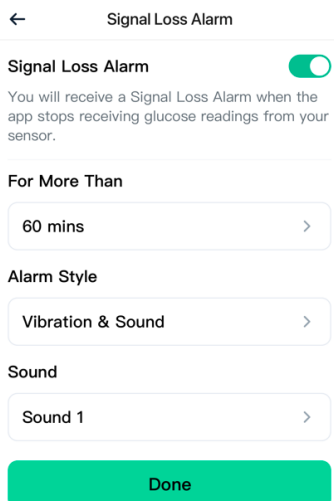 Signal Loss Alarm
Signal Loss Alarm
You will receive a Signal Loss Alarm when the
app stops receiving glucose readings from your
sensor.
For More Than
60 mins
Alarm Style
Vibration & Sound
Sound
Sound 1
Done